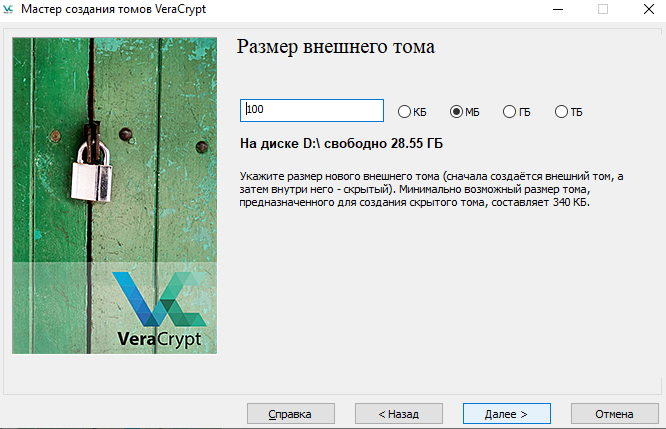 Мастер создания томов VeraCrypt
Размер внешнего тома
100
КБ
МБ
ГБ
ТБ
На диске D:\ свободно 28.55 ГБ
Укажите размер нового внешнего тома (сначала создаётся внешний том, а
затем внутри него - скрытый). Минимально возможный размер тома,
предназначенного для создания скрытого тома, составляет 340 КБ.
VeraCrypt
Справка
< Назад
Далее >
Отмена